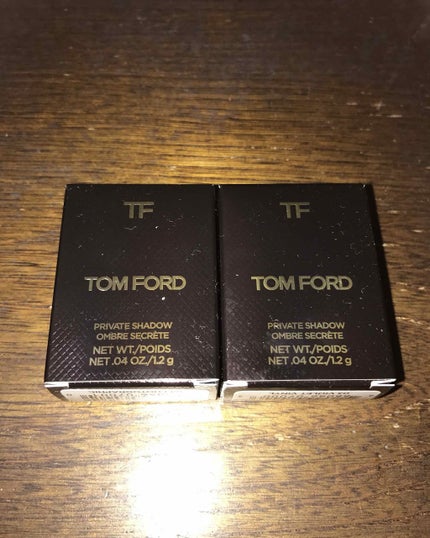 TF
TOM FORD
PRIVATE SHADOW
OMBRE SECRÈTE
NET WT./POIDS
NET .04 OZ./1.2 g
TF
TOM FORD
PRIVATE SHADOW
OMBRE SECRÈTE
NET WT./POIDS
NET .04 OZ./1.2 g